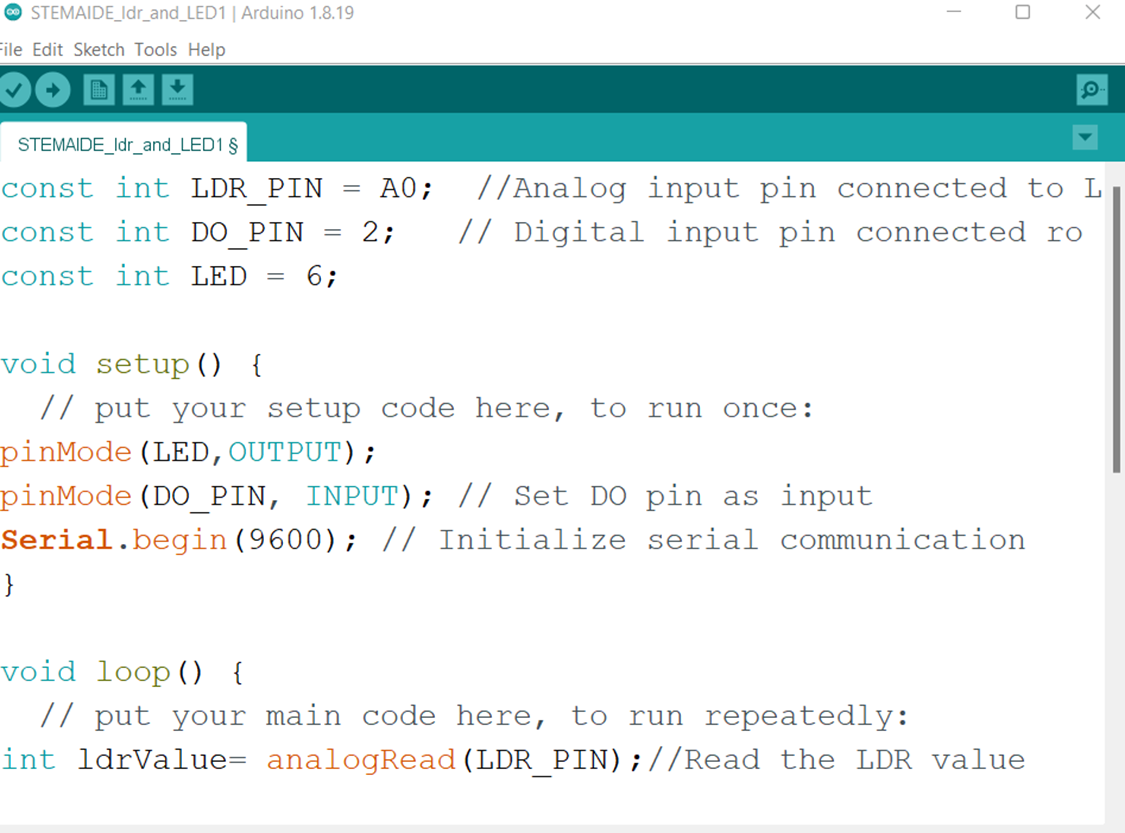 STEMAIDE_ldr_and_LED1 | Arduino 1.8.19
File Edit Sketch Tools Help
STEMAIDE_ldr_and_LED1 §
const int LDR_PIN = A0;  //Analog input pin connected to L
const int DO_PIN = 2;   // Digital input pin connected ro
const int LED = 6;
void setup() {
  // put your setup code here, to run once:
pinMode(LED,OUTPUT);
pinMode(DO_PIN, INPUT); // Set DO pin as input
Serial.begin(9600); // Initialize serial communication
}
void loop() {
  // put your main code here, to run repeatedly:
int ldrValue= analogRead(LDR_PIN);//Read the LDR value